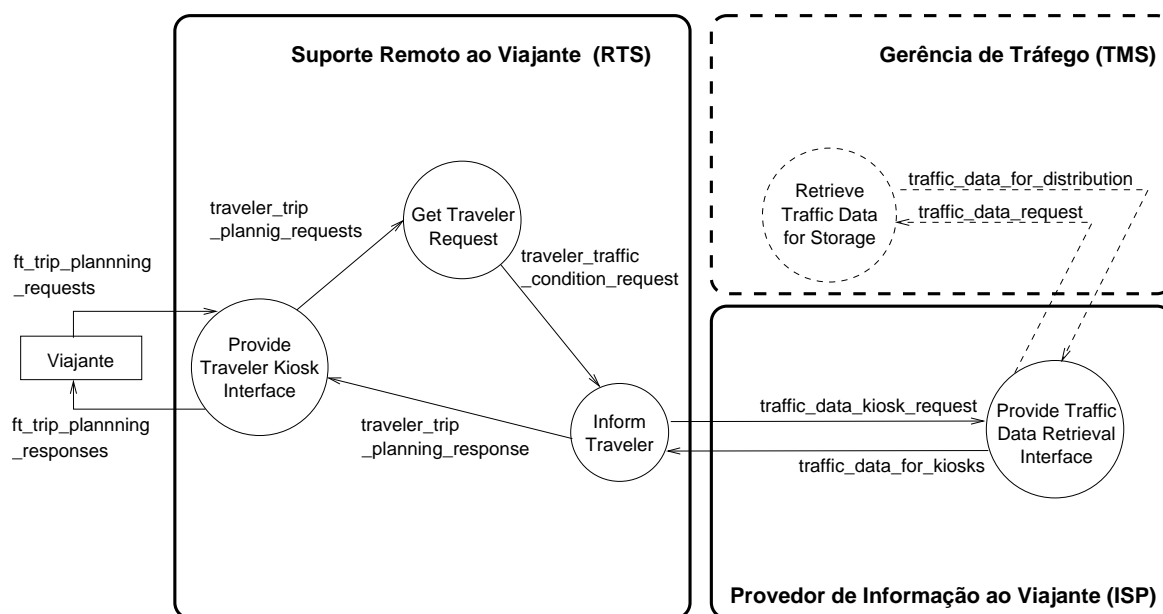 Suporte Remoto ao Viajante (RTS)
Gerência de Tráfego (TMS)
Retrieve
Traffic Data
for Storage
traffic_data_for_distribution
traffic_data_request
traveler_trip
_plannig_requests
Get Traveler
Request
traveler_traffic
_condition_request
ft_trip_plannning
_requests
Viajante
ft_trip_plannning
_responses
Provide
Traveler Kiosk
Interface
traveler_trip
_planning_response
Inform
Traveler
traffic_data_kiosk_request
traffic_data_for_kiosks
Provide Traffic
Data Retrieval
Interface
Provedor de Informação ao Viajante (ISP)